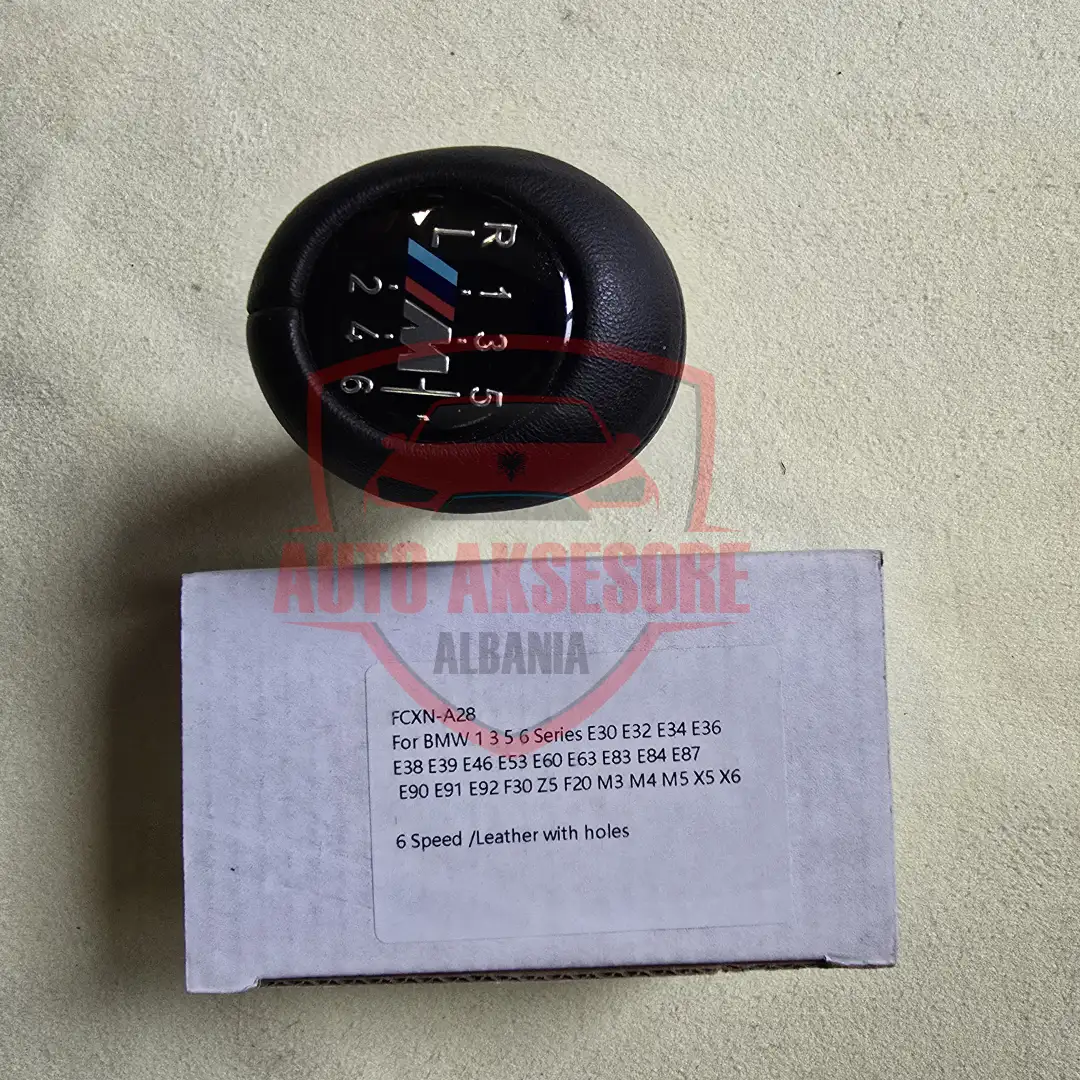 R 1 3 5
M
2 4 6
AUTO AKSESORE
ALBANIA
FCXN-A28
For BMW 1 3 5 6 Series E30 E32 E34 E36
E38 E39 E46 E53 E60 E63 E83 E84 E87
E90 E91 E92 F30 Z5 F20 M3 M4 M5 X5 X6
6 Speed /Leather with holes